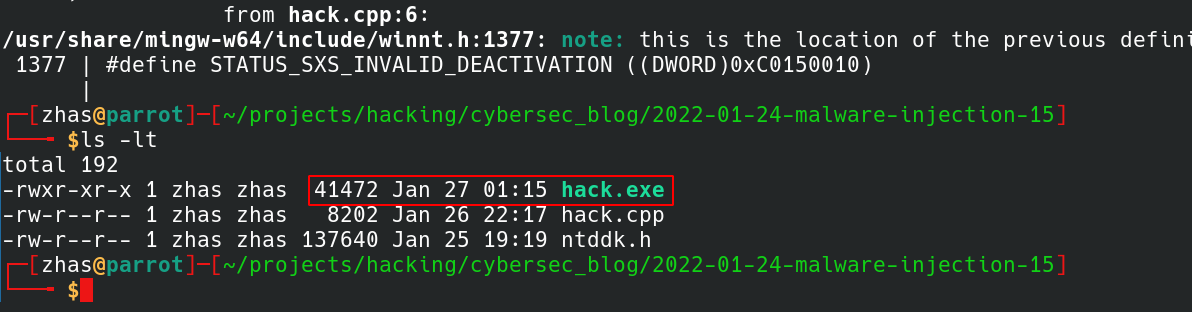 from hack.cpp:6:
/usr/share/mingw-w64/include/winnt.h:1377: note: this is the location of the previous defini
1377 | #define STATUS_SXS_INVALID_DEACTIVATION ((DWORD)0xC0150010)
|
┌─[zhas@parrot]─[~/projects/hacking/cybersec_blog/2022-01-24-malware-injection-15]
└──╼ $ls -lt
total 192
-rwxr-xr-x 1 zhas zhas  41472 Jan 27 01:15 hack.exe
-rw-r--r-- 1 zhas zhas   8202 Jan 26 22:17 hack.cpp
-rw-r--r-- 1 zhas zhas 137640 Jan 25 19:19 ntddk.h
┌─[zhas@parrot]─[~/projects/hacking/cybersec_blog/2022-01-24-malware-injection-15]
└──╼ $